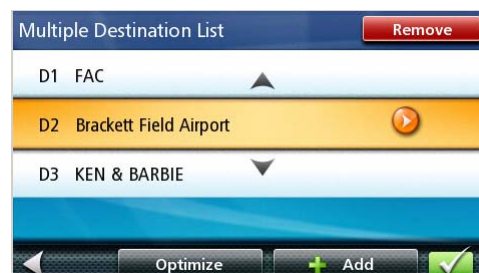 Multiple Destination List Remove
D1 FAC
D2 Brackett Field Airport
D3 KEN & BARBIE
Optimize Add